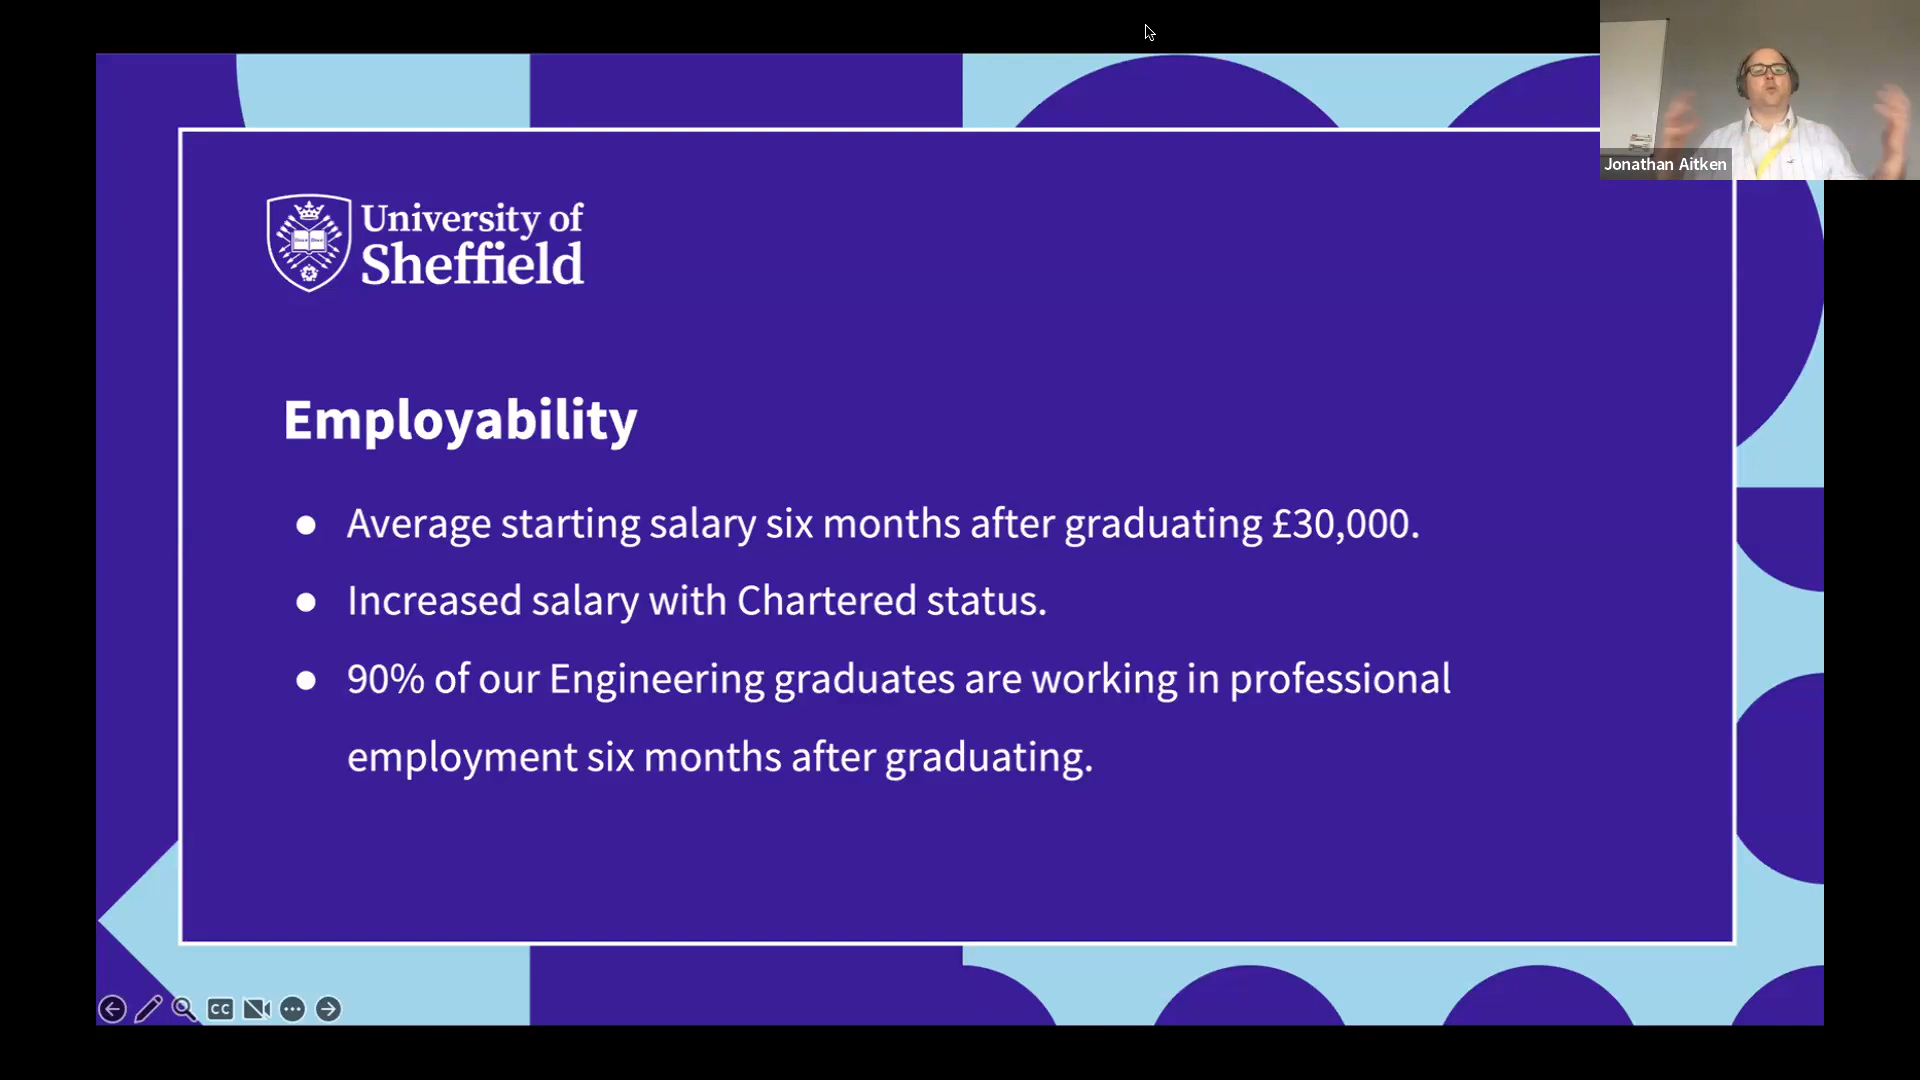 Jonathan Aitken
University of
Sheffield
Employability
● Average starting salary six months after graduating £30,000.
● Increased salary with Chartered status.
● 90% of our Engineering graduates are working in professional
employment six months after graduating.
CC